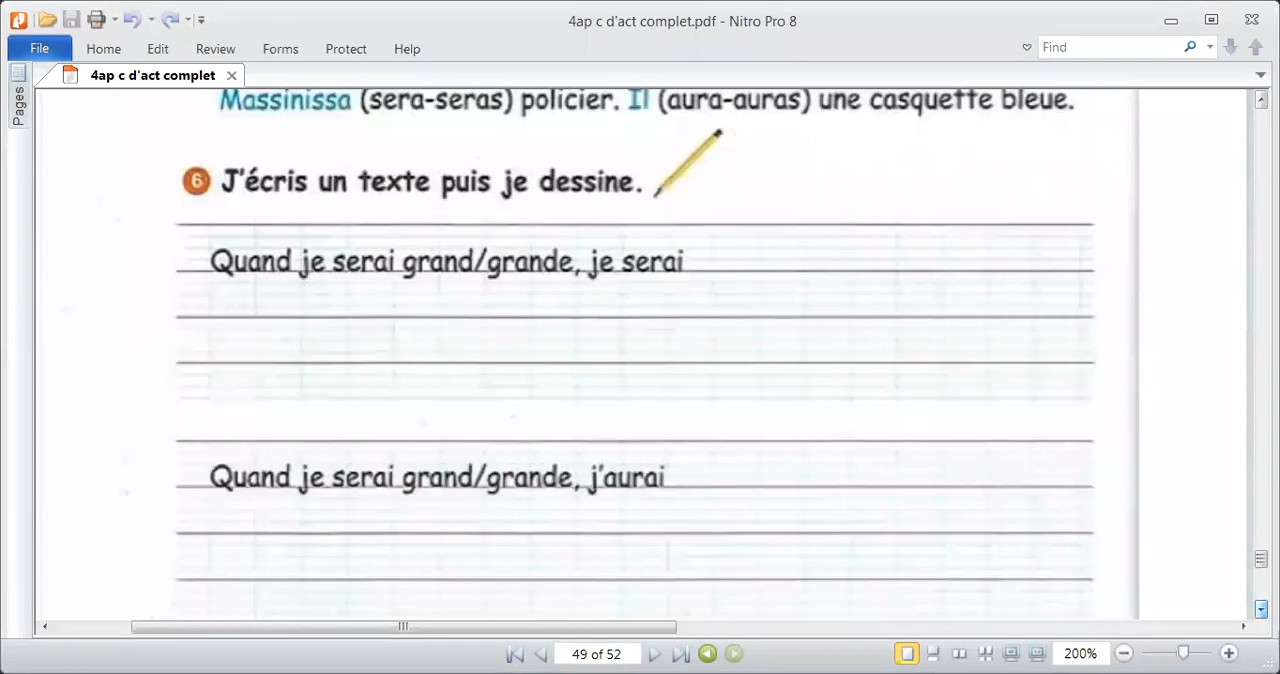 4ap c d'act complet.pdf - Nitro Pro 8
File Home Edit Review Forms Protect Help Find
4ap c d'act complet
Pages
Massinissa (sera-seras) policier. Il (aura-auras) une casquette bleue.
6 J'écris un texte puis je dessine.
Quand je serai grand/grande, je serai
Quand je serai grand/grande, j'aurai
49 of 52
200%